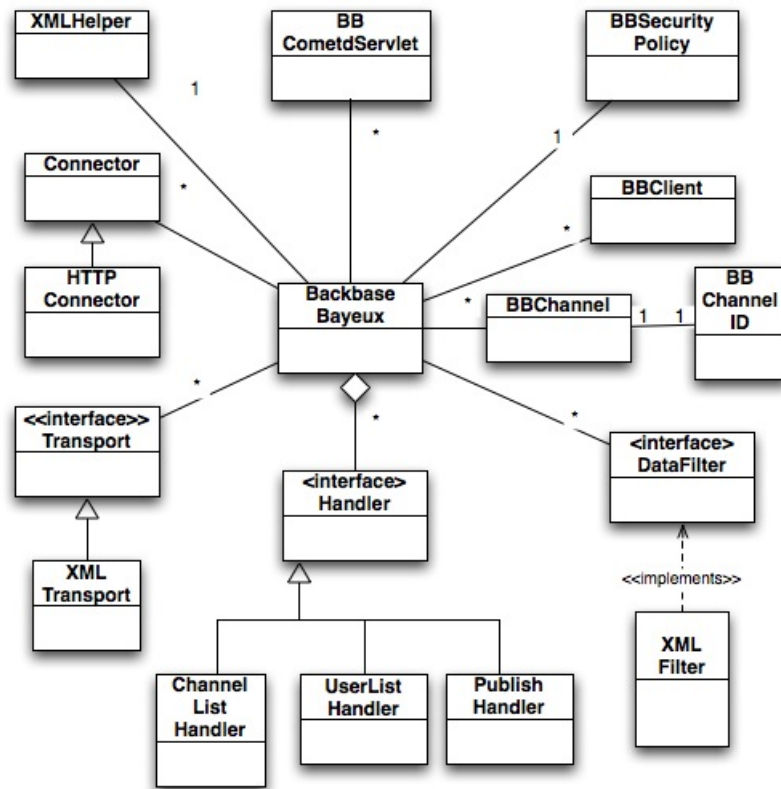 XMLHelper
BB
CometdServlet
BBSecurity
Policy
1
*
1
Connector
*
BBClient
*
HTTP
Connector
Backbase
Bayeux
*
BBChannel
1
1
BB
Channel
ID
*
<<interface>>
Transport
*
*
<interface>
Handler
<interface>
DataFilter
XML
Transport
<<implements>>
XML
Filter
Channel
List
Handler
UserList
Handler
Publish
Handler